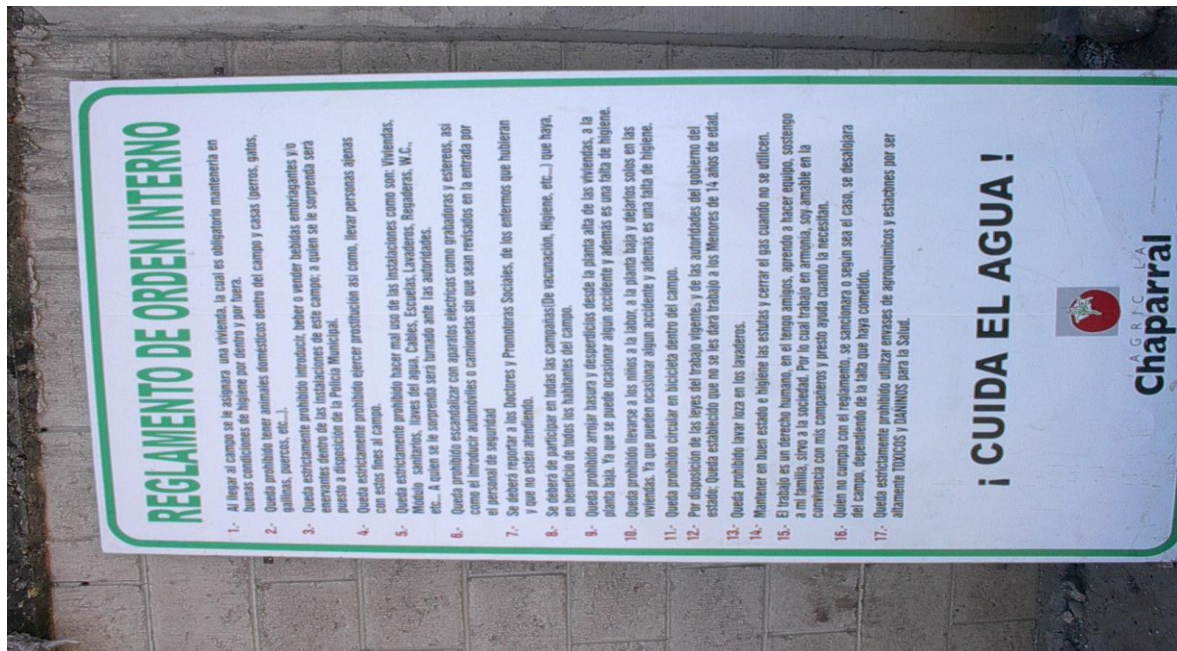 REGLAMENTO DE ORDEN INTERNO
1.- Al llegar al campo se le asignara una vivienda, la cual es obligatorio mantenerla en
buenas condiciones de higiene por dentro y por fuera.
2.- Queda prohibido tener animales domésticos dentro del campo y casas (perros, gatos,
gallinas, puercos, etc...).
3.- Queda estrictamente prohibido introducir, beber o vender bebidas embriagantes y/o
enervantes dentro de las instalaciones de este campo; a quien se le sorprenda será
puesto a disposición de la Policía Municipal.
4.- Queda estrictamente prohibido ejercer prostitución así como, llevar personas ajenas
con estos fines al campo.
5.- Queda estrictamente prohibido hacer mal uso de las instalaciones como son: Viviendas,
Módulo sanitarios, llaves del agua, Cables, Escuelas, Lavaderos, Regaderas, W.C.,
etc... A quien se le sorprenda será turnado ante las autoridades.
6.- Queda prohibido escandalizar con aparatos eléctricos como grabadoras y estereos, así
como el introducir automóviles o camionetas sin que sean revisados en la entrada por
el personal de seguridad
7.- Se deberá reportar a los Doctores y Promotoras Sociales, de los enfermos que hubieran
y que no estén atendiendo.
8.- Se deberá de participar en todas las campañas(De vacunación, Higiene, etc...) que haya,
en beneficio de todos los habitantes del campo.
9.- Queda prohibido arrojar basura y desperdicios desde la planta alta de las viviendas, a la
planta baja. Ya que se puede ocasionar algún accidente y además es una falta de higiene.
10.- Queda prohibido llevarse a los niños a la labor, a la planta baja y dejarlos solos en las
viviendas. Ya que pueden ocasionar algun accidente y además es una falta de higiene.
11.- Queda prohibido circular en bicicleta dentro del campo.
12.- Por disposición de las leyes del trabajo vigentes y de las autoridades del gobierno del
estado; Queda establecido que no se les dará trabajo a los Menores de 14 años de edad.
13.- Queda prohibido lavar loza en los lavaderos.
14.- Mantener en buen estado e higiene las estufas y cerrar el gas cuando no se utilicen.
15.- El trabajo es un derecho humano, en el tengo amigos, aprendo a hacer equipo, sostengo
a mi familia, sirvo a la sociedad. Por lo cual trabajo en armonia, soy amable en la
convivencia con mis compañeros y presto ayuda cuando la necesitan.
16.- Quien no cumpla con el reglamento, se sancionara o según sea el caso, se desalojara
del campo, dependiendo de la falta que haya cometido.
17.- Queda estrictamente prohibido utilizar envases de agroquímicos y estañones por ser
altamente TOXICOS y DAÑINOS para la Salud.
¡ CUIDA EL AGUA !
AGRIC LA
Chaparral